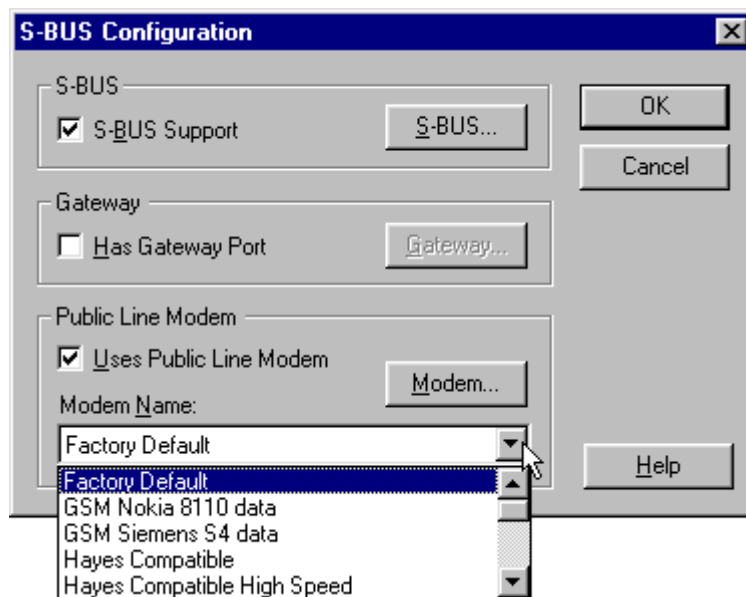 S-BUS Configuration
S-BUS
S-BUS Support
S-BUS...
OK
Cancel
Gateway
Has Gateway Port
Gateway...
Public Line Modem
Uses Public Line Modem
Modem...
Modem Name:
Factory Default
Help
Factory Default
GSM Nokia 8110 data
GSM Siemens S4 data
Hayes Compatible
Hayes Compatible High Speed